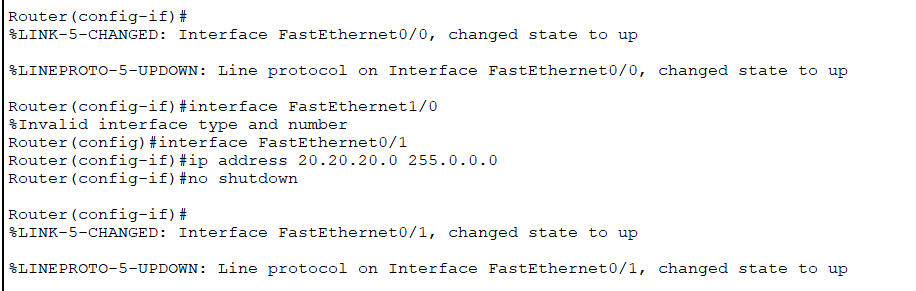 Router(config-if)#
%LINK-5-CHANGED: Interface FastEthernet0/0, changed state to up
%LINEPROTO-5-UPDOWN: Line protocol on Interface FastEthernet0/0, changed state to up
Router(config-if)#interface FastEthernet1/0
%Invalid interface type and number
Router(config)#interface FastEthernet0/1
Router(config-if)#ip address 20.20.20.0 255.0.0.0
Router(config-if)#no shutdown
Router(config-if)#
%LINK-5-CHANGED: Interface FastEthernet0/1, changed state to up
%LINEPROTO-5-UPDOWN: Line protocol on Interface FastEthernet0/1, changed state to up